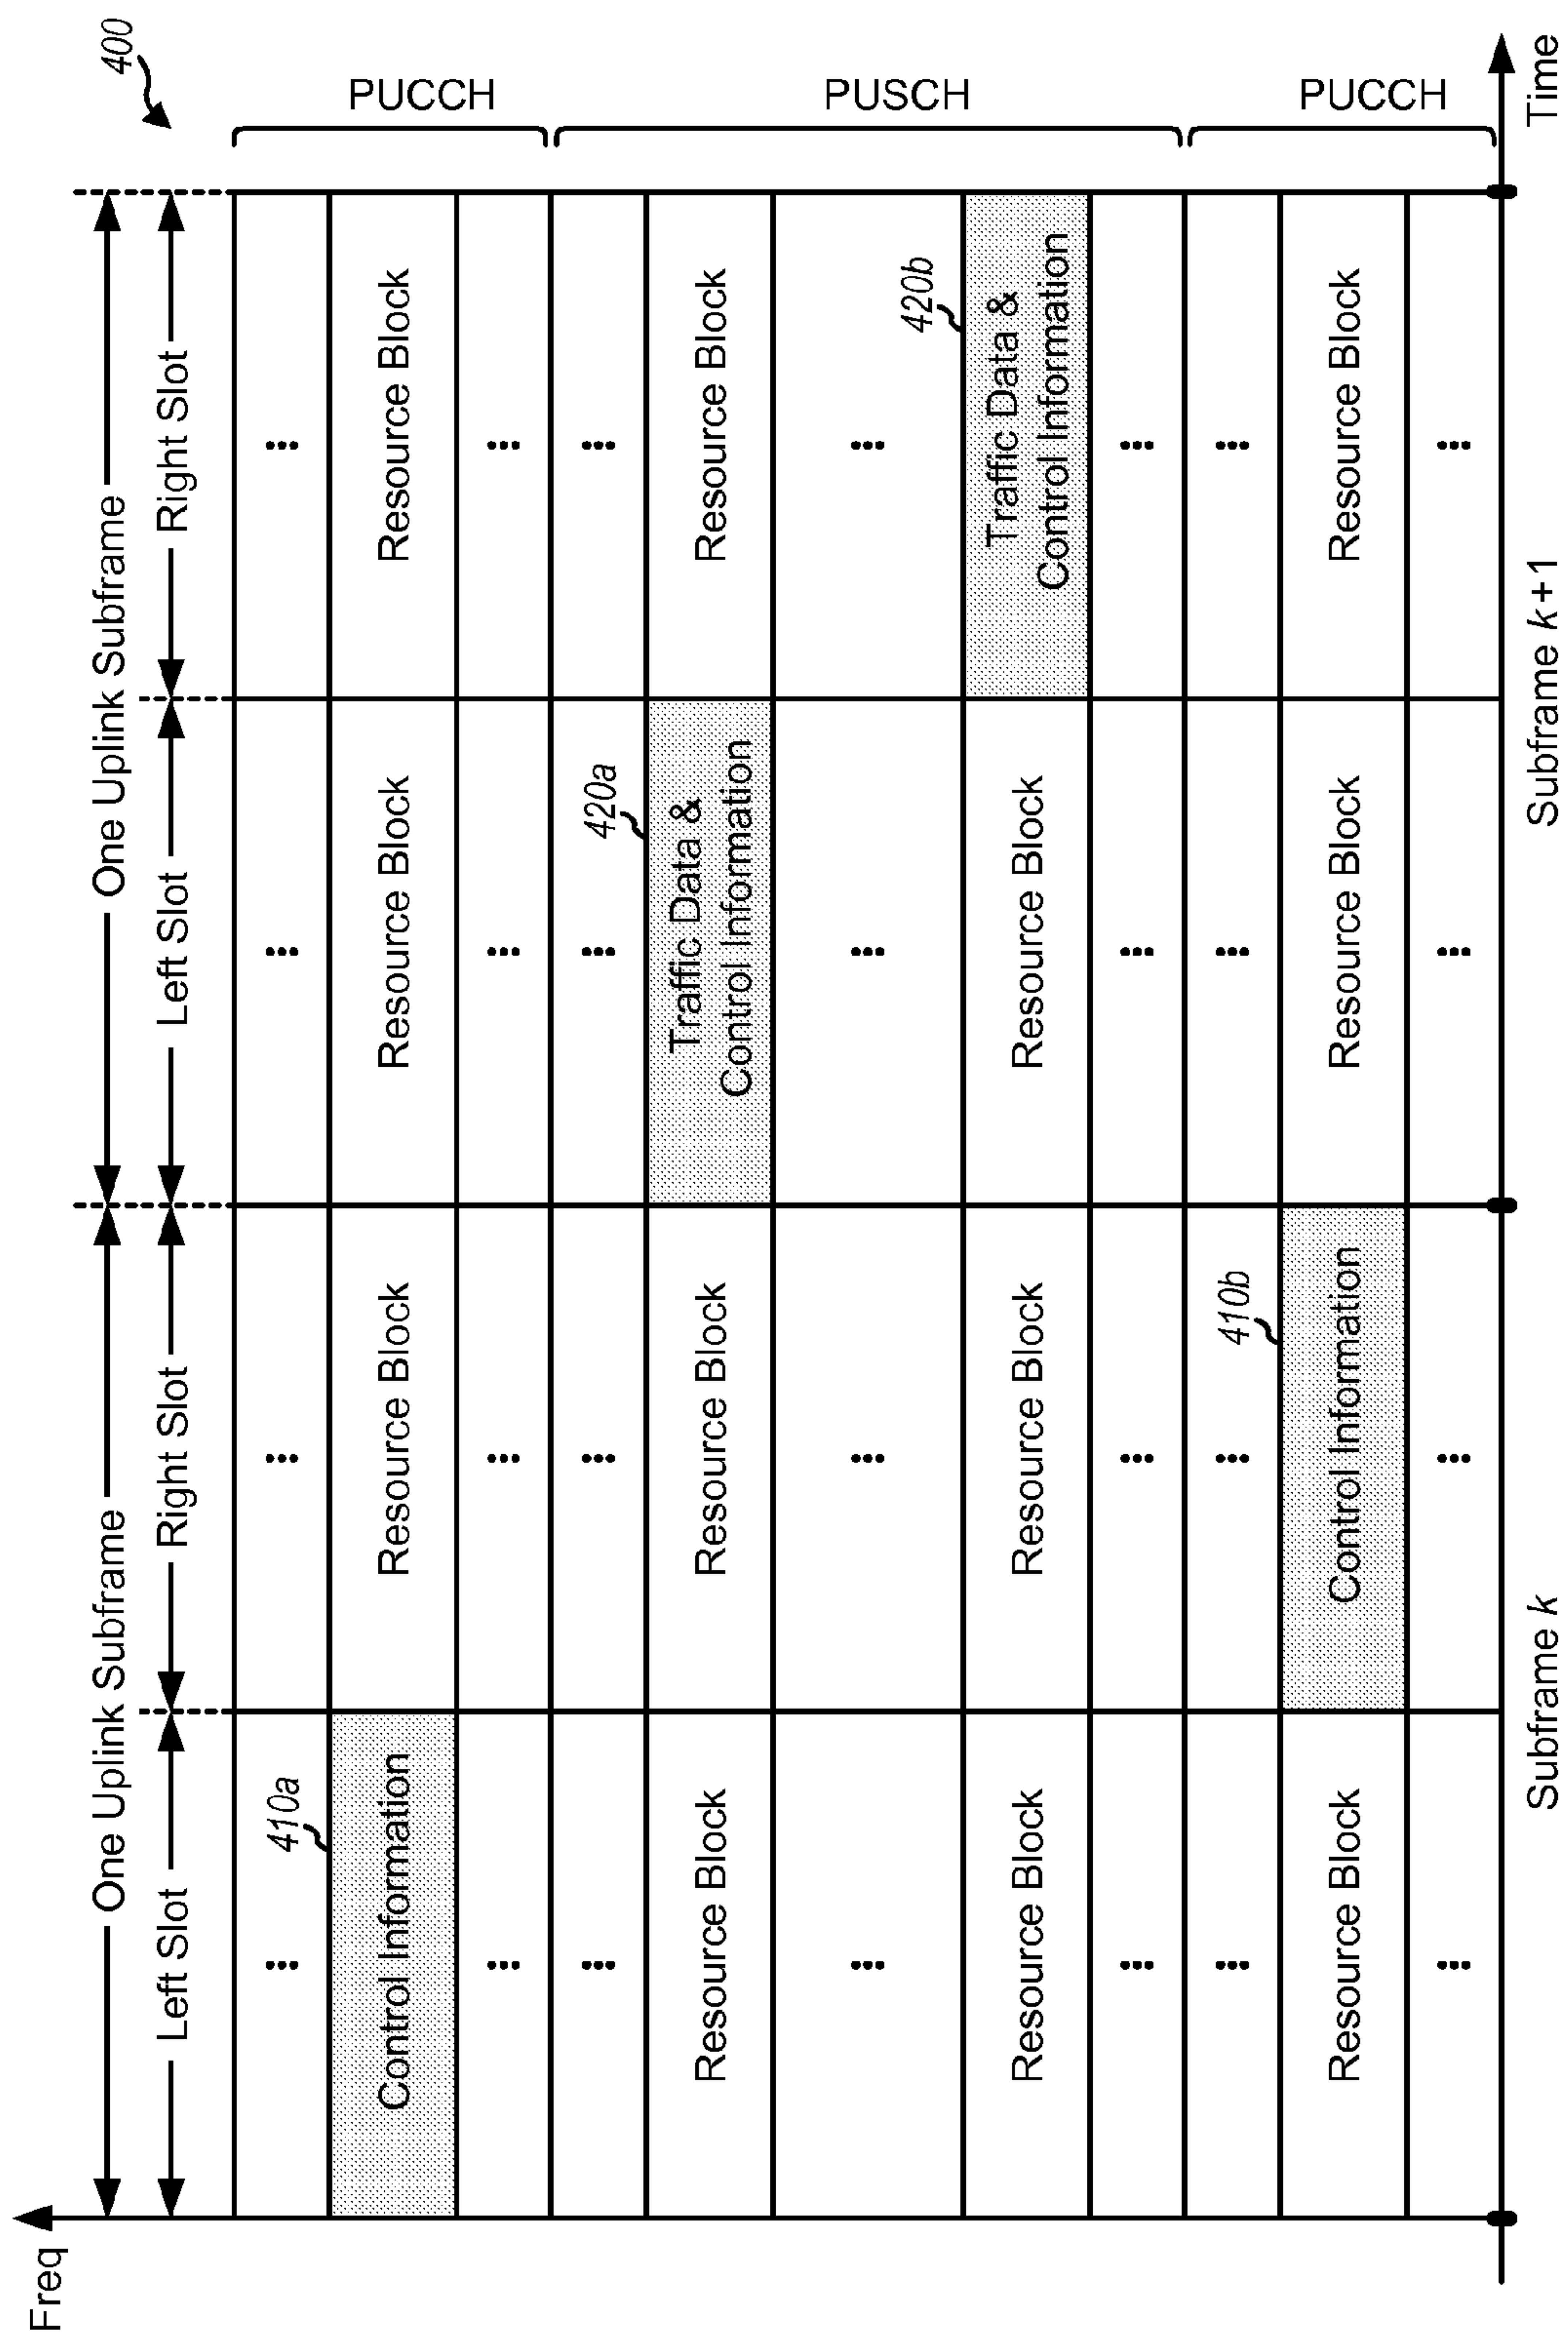 400
Freq
One Uplink Subframe
One Uplink Subframe
Left Slot
Right Slot
Left Slot
Right Slot
...
...
...
...
410a
Control Information
Resource Block
Resource Block
Resource Block
PUCCH
...
...
...
...
...
...
...
...
420a
Resource Block
Resource Block
Traffic Data &
Control Information
Resource Block
PUSCH
...
...
...
...
420b
Resource Block
Resource Block
Resource Block
Traffic Data &
Control Information
...
...
...
...
...
...
...
...
410b
Resource Block
Control Information
Resource Block
Resource Block
PUCCH
...
...
...
...
Subframe k
Subframe k + 1
Time